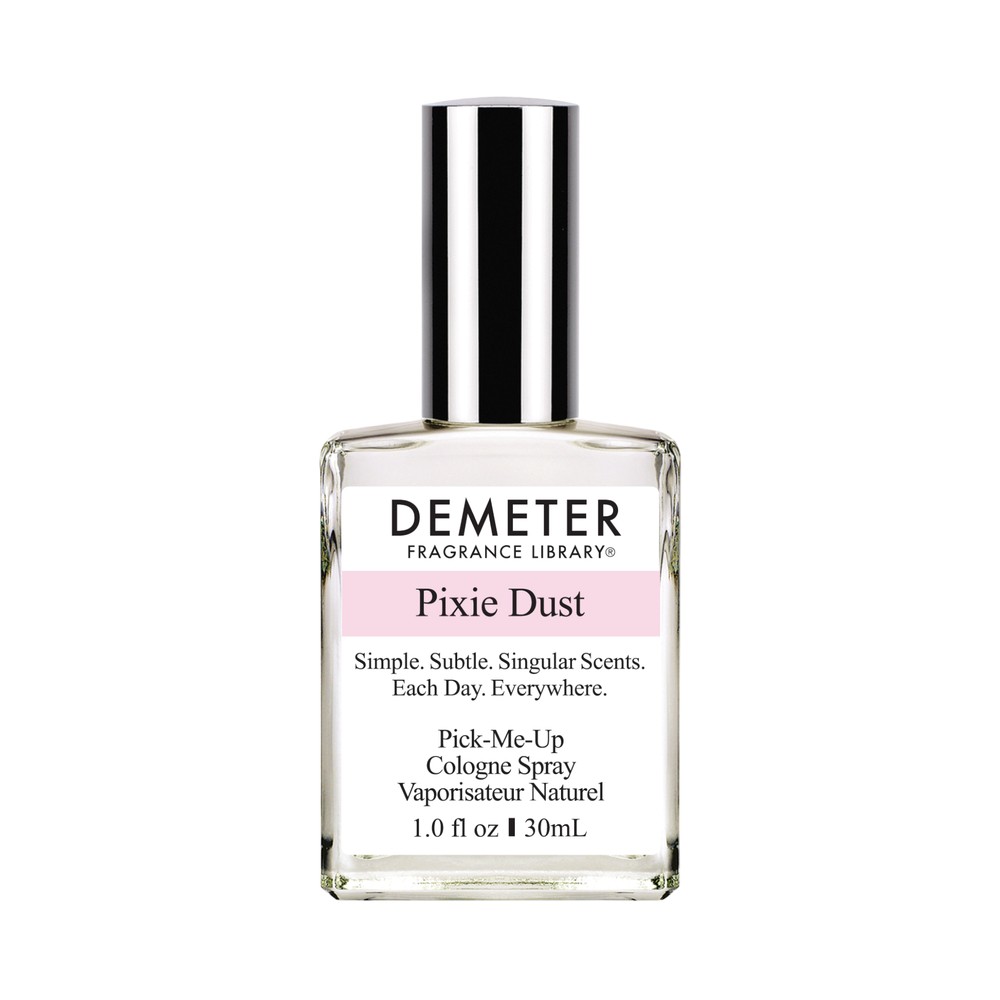 DEMETER
FRAGRANCE LIBRARY®
Pixie Dust
Simple. Subtle. Singular Scents.
Each Day. Everywhere.
Pick-Me-Up
Cologne Spray
Vaporisateur Naturel
1.0 fl oz ▌ 30mL